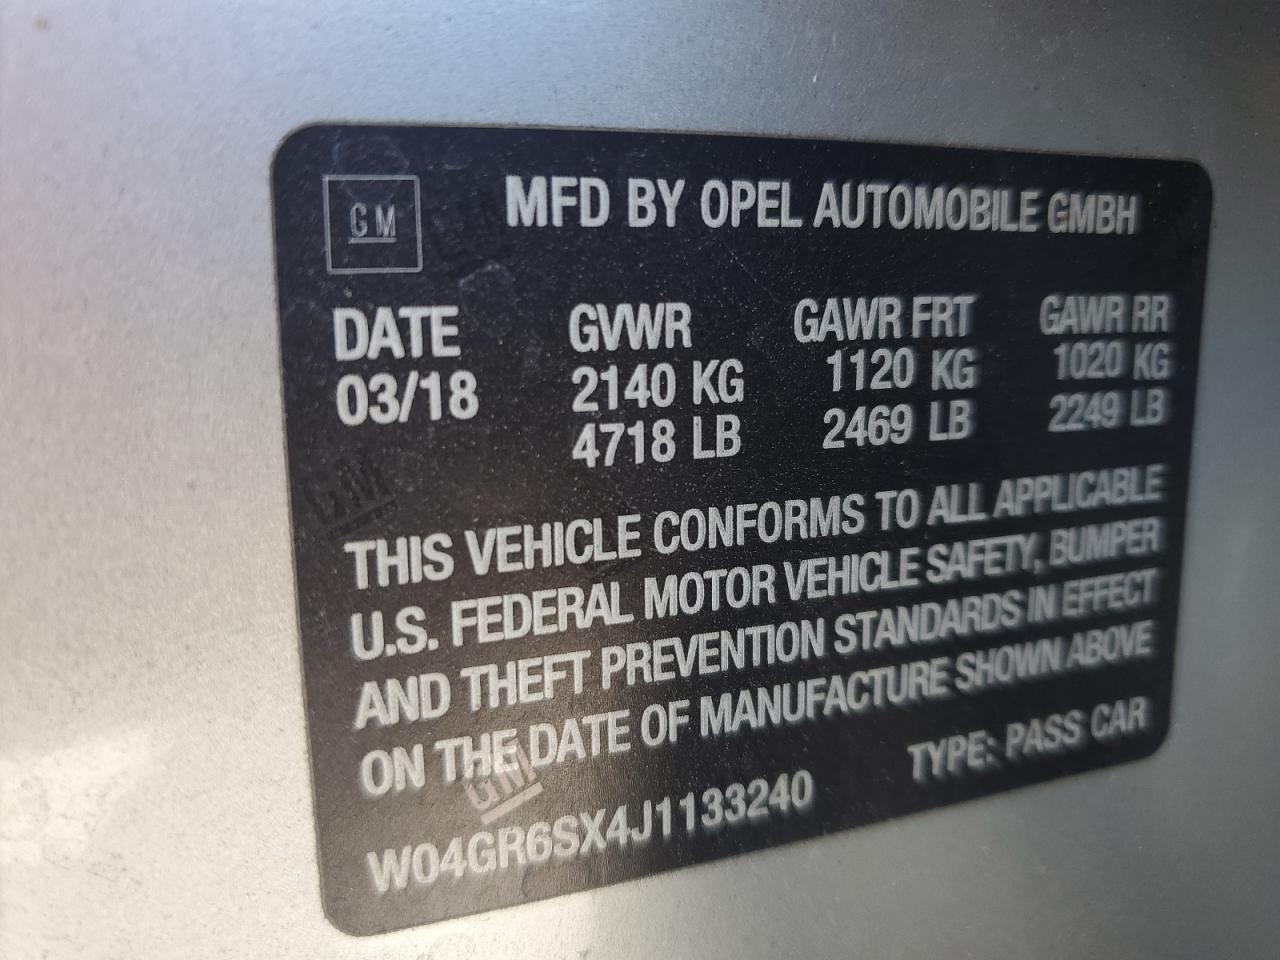 GM
MFD BY OPEL AUTOMOBILE GMBH
DATE GVWR GAWR FRT GAWR RR
03/18 2140 KG 1120 KG 1020 KG
4718 LB 2469 LB 2249 LB
GM
THIS VEHICLE CONFORMS TO ALL APPLICABLE
U.S. FEDERAL MOTOR VEHICLE SAFETY, BUMPER
AND THEFT PREVENTION STANDARDS IN EFFECT
ON THE DATE OF MANUFACTURE SHOWN ABOVE
GM
W04GR6SX4J1133240 TYPE: PASS CAR